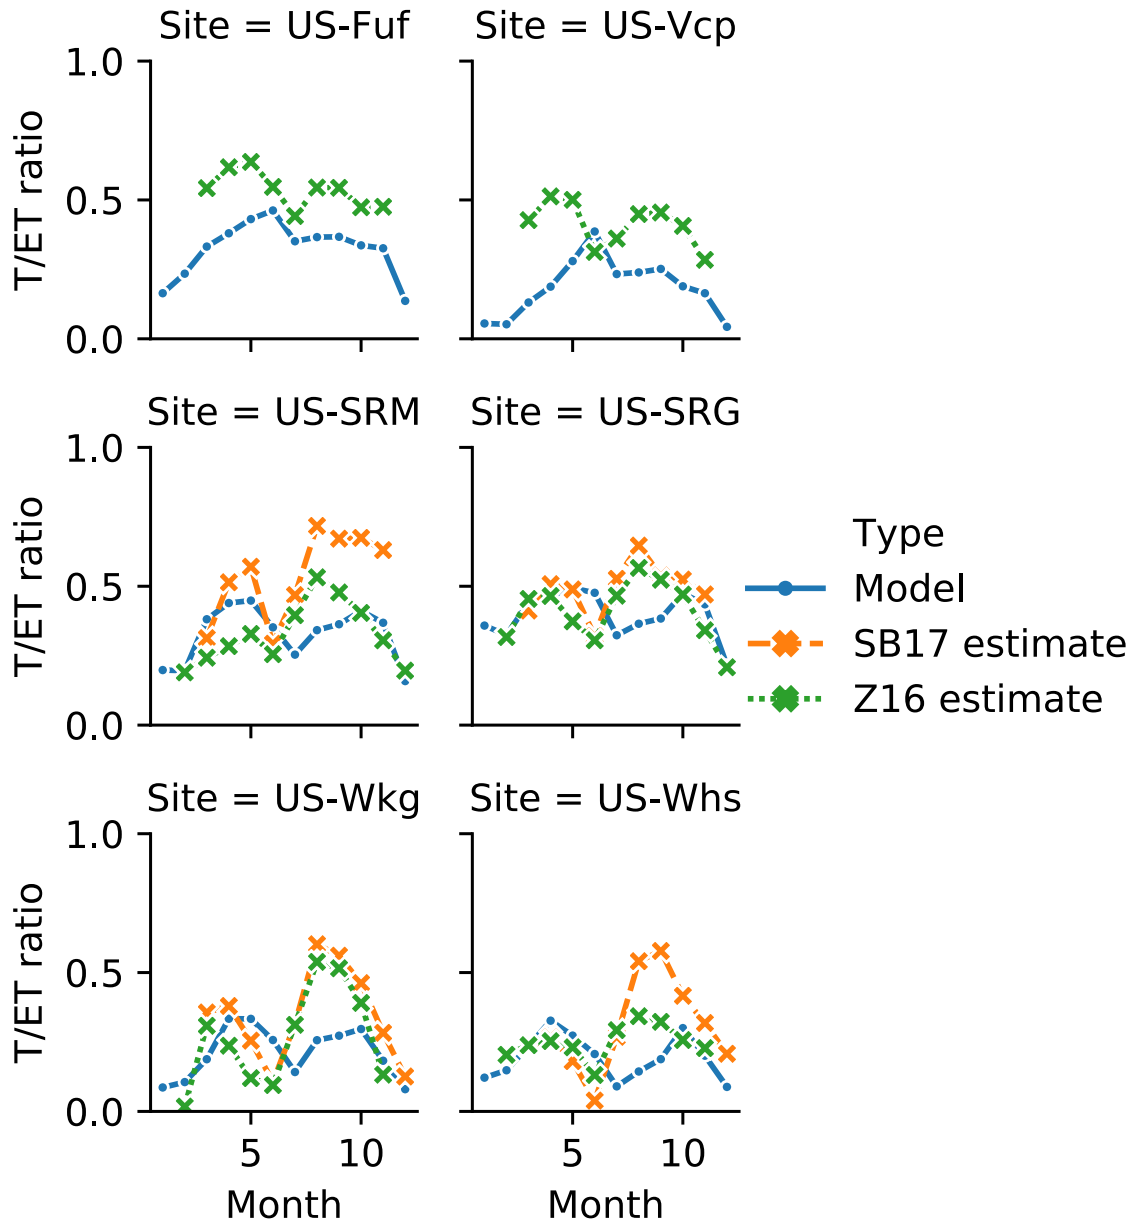 Site = US-Fuf
Site = US-Vcp
1.0
0.5
0.0
T/ET ratio
5
10
Site = US-SRM
Site = US-SRG
1.0
0.5
0.0
T/ET ratio
Type
Model
SB17 estimate
Z16 estimate
Site = US-Wkg
Site = US-Whs
1.0
0.5
0.0
T/ET ratio
5
10
5
10
Month
Month